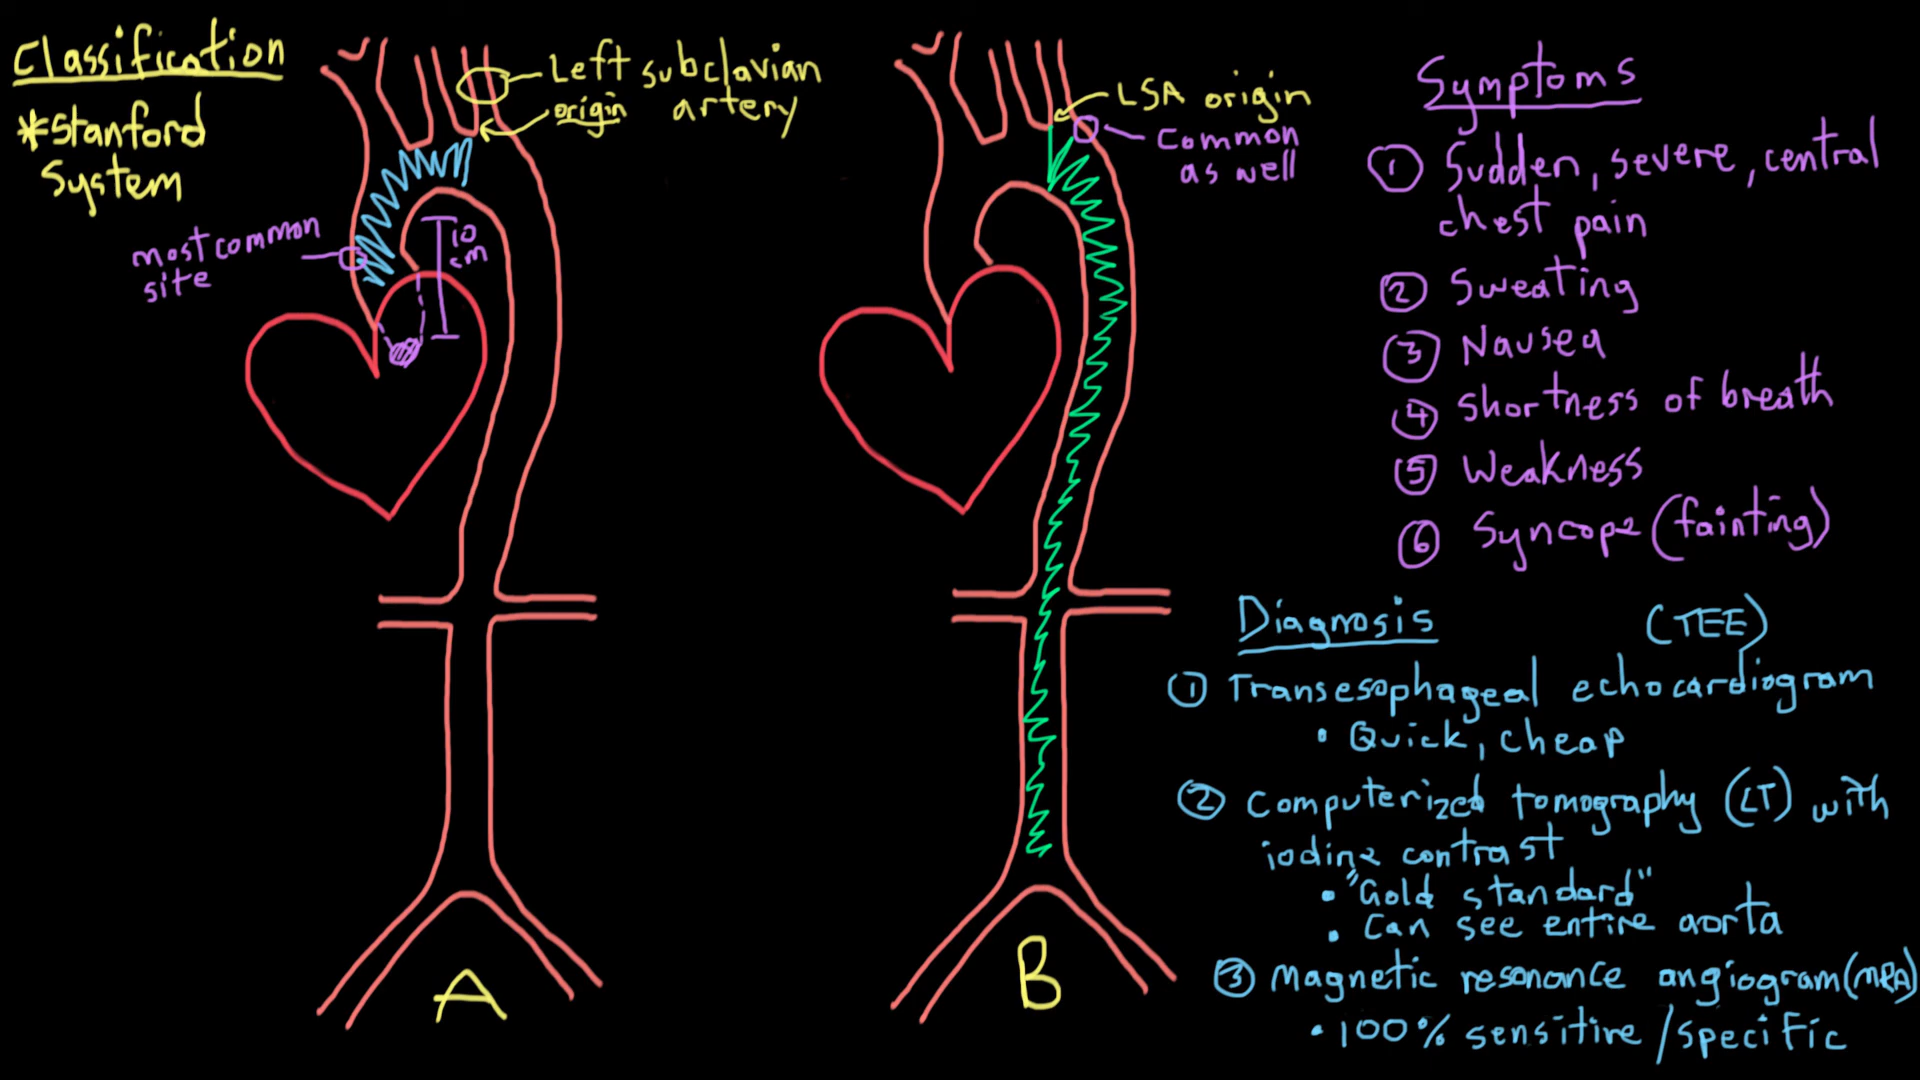 Classification
*Stanford
System
Left subclavian
origin artery
most common
site
10
cm
A
LSA origin
Common
as well
B
Symptoms
1 Sudden, severe, central
chest pain
2 Sweating
3 Nausea
4 Shortness of breath
5 Weakness
6 Syncope (fainting)
Diagnosis (TEE)
1 Transesophageal echocardiogram
• Quick, cheap
2 Computerized tomography (CT) with
iodine contrast
• "Gold standard"
• Can see entire aorta
3 Magnetic resonance angiogram (MRA)
• 100% sensitive/specific